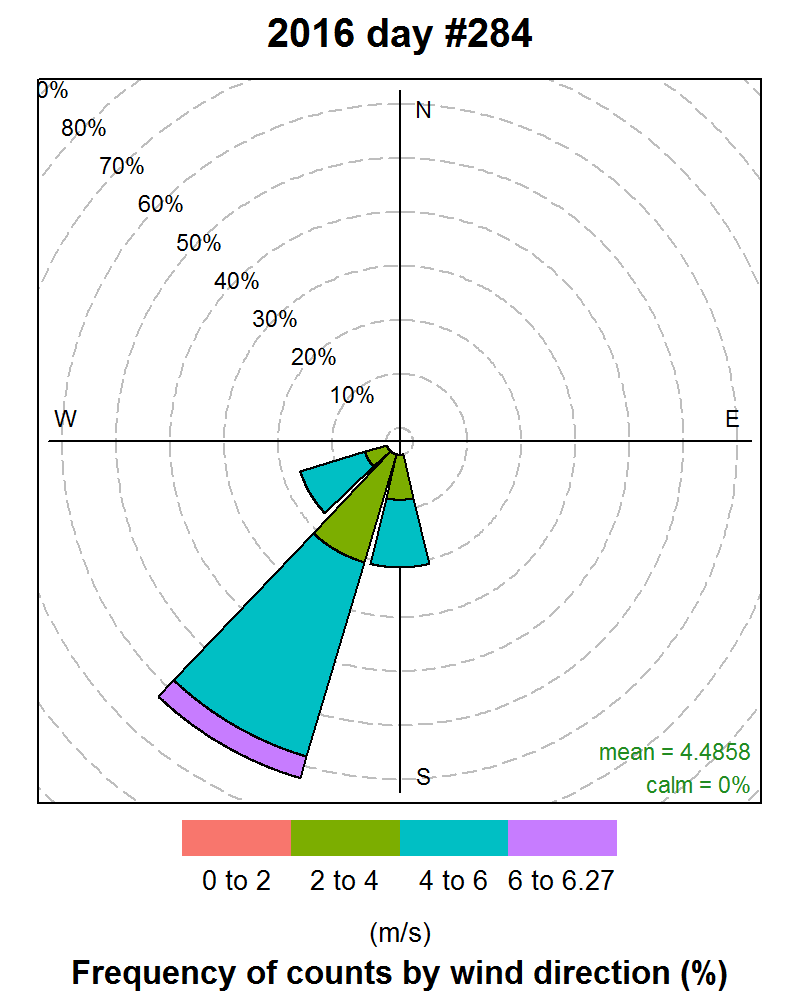 2016 day #284
0%
N
80%
70%
60%
50%
40%
30%
20%
10%
W
E
mean = 4.4858
S
calm = 0%
0 to 2 2 to 4 4 to 6 6 to 6.27
(m/s)
Frequency of counts by wind direction (%)